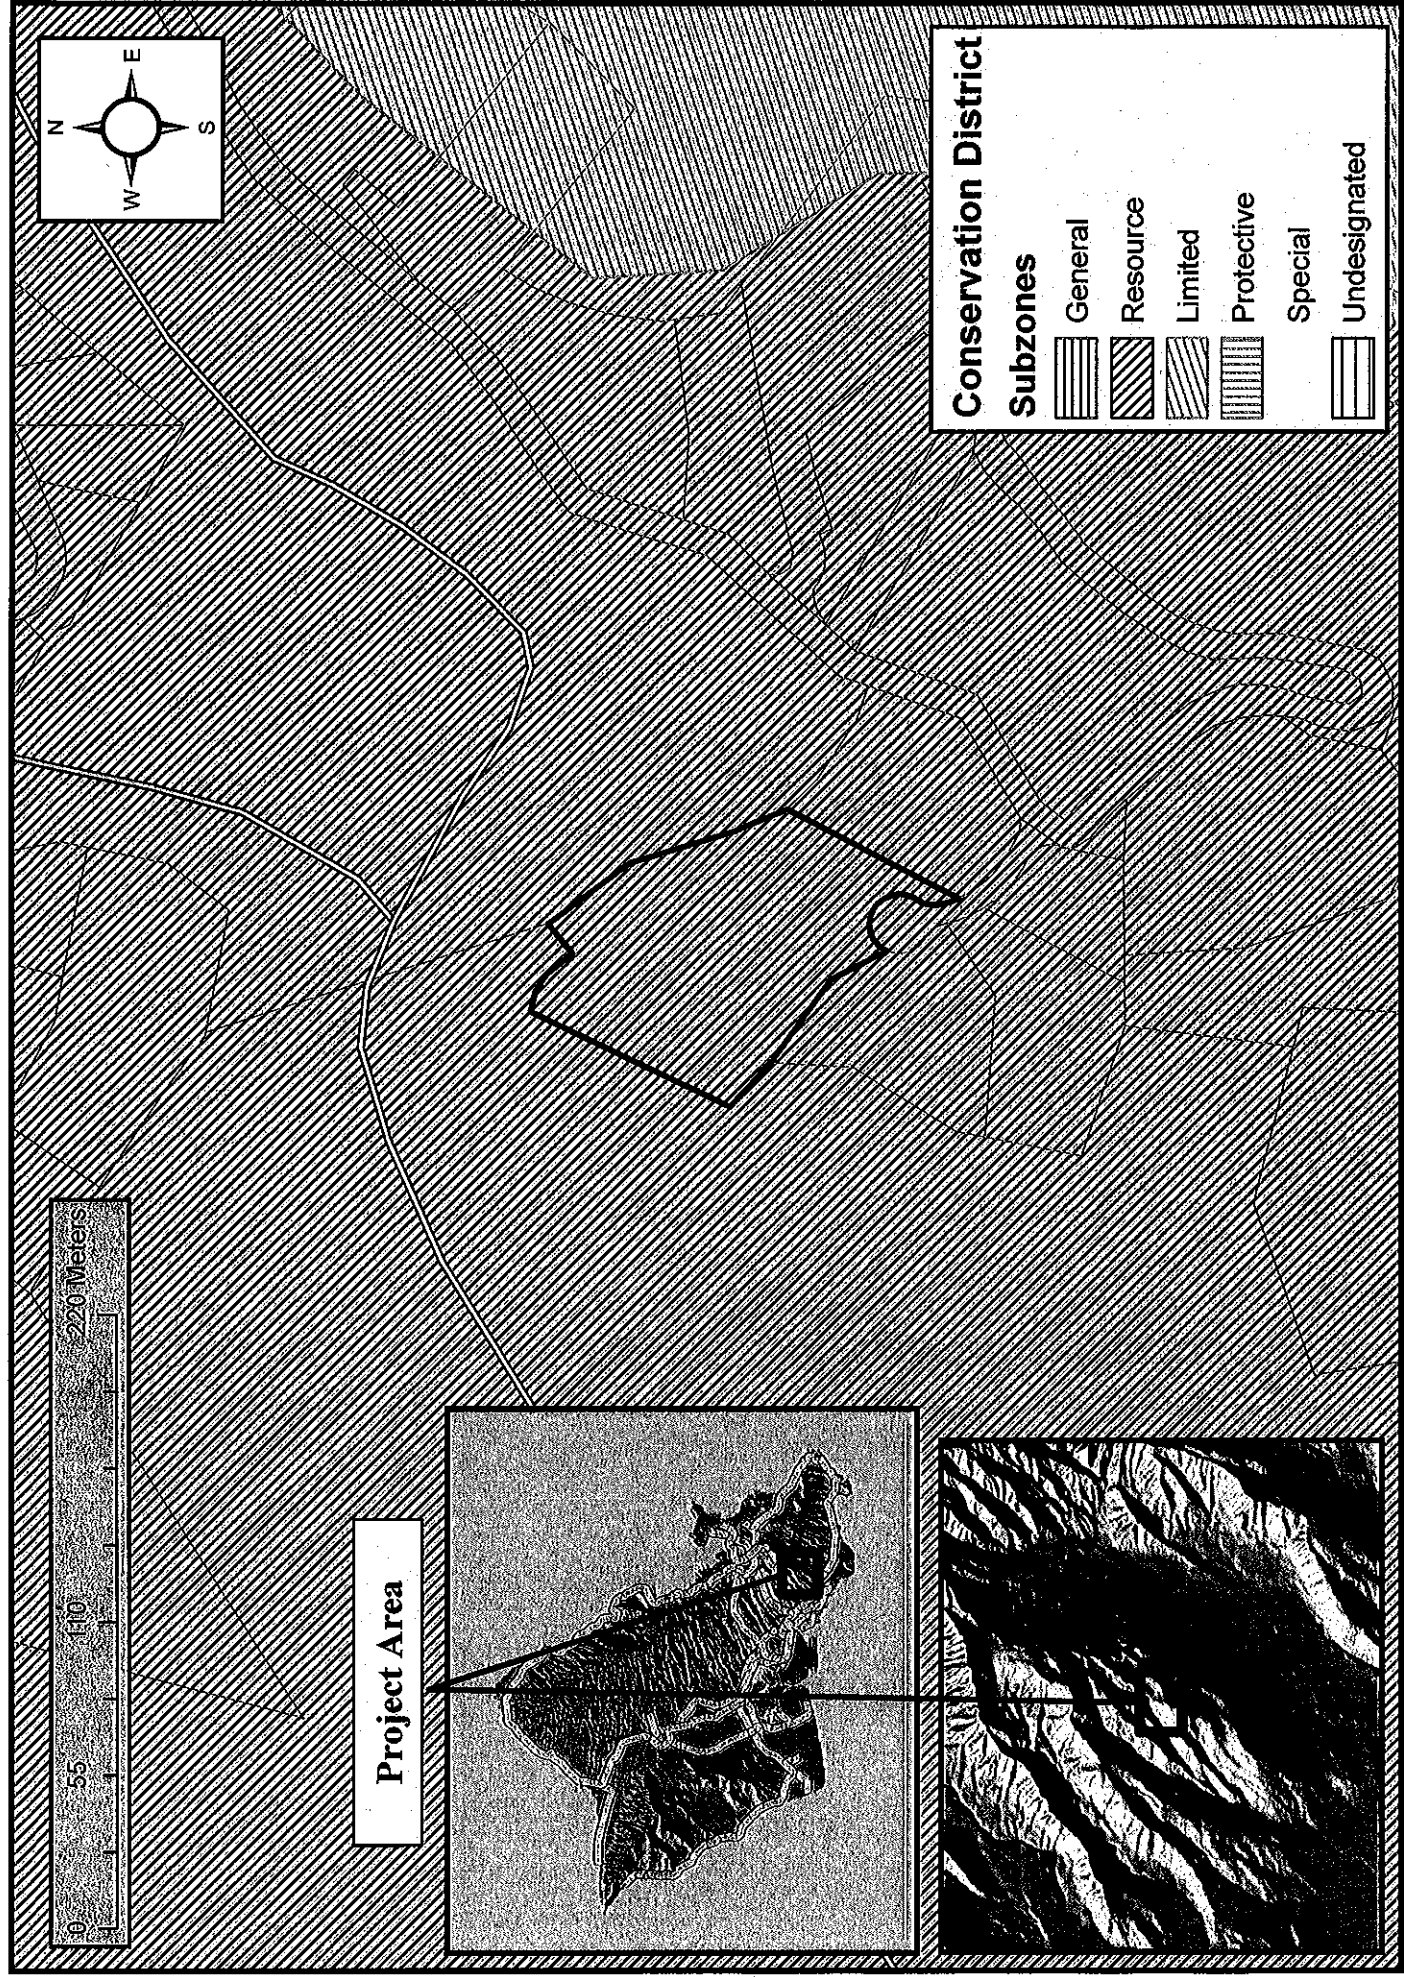 N
W
E
S
0
55
110
220 Meters
Project Area
Conservation District
Subzones
General
Resource
Limited
Protective
Special
Undesignated